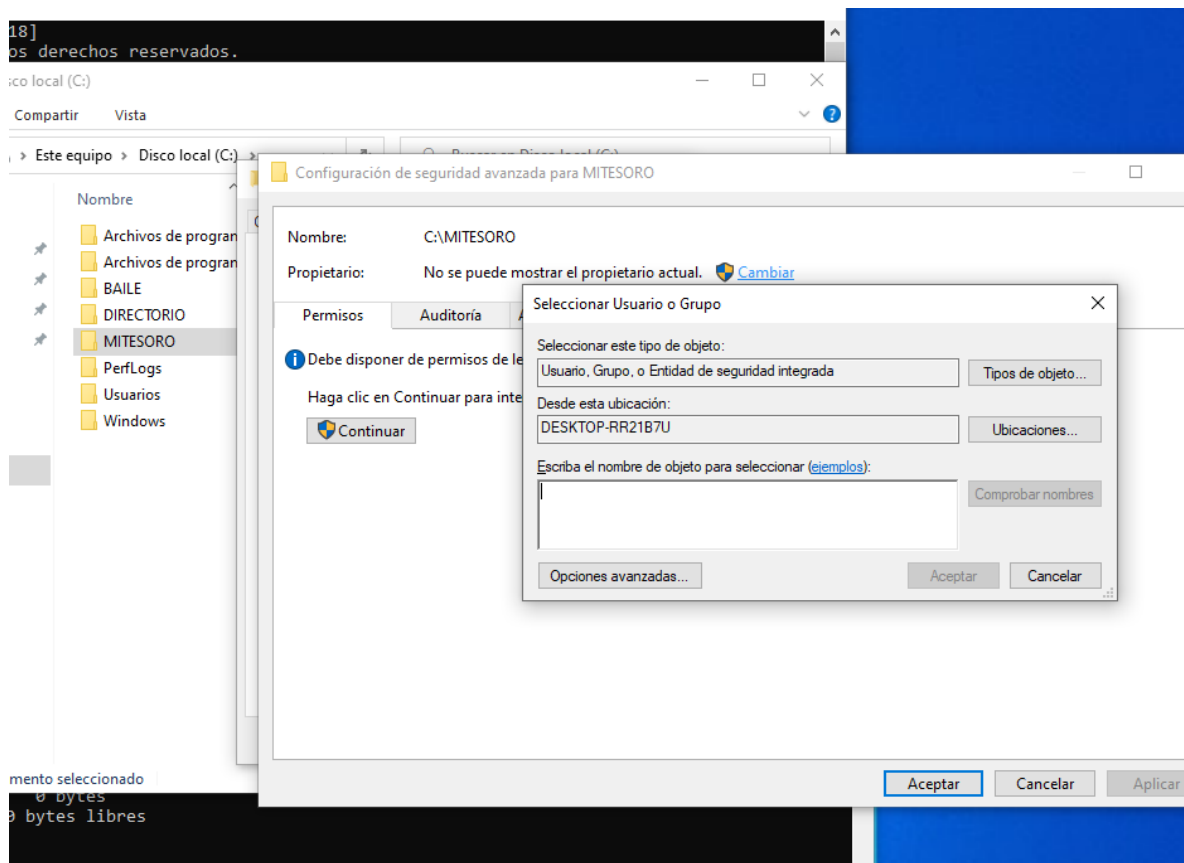 18]
os derechos reservados.
sco local (C:)
Compartir Vista
Este equipo > Disco local (C:) >
Configuración de seguridad avanzada para MITESORO
Nombre
Archivos de program
Archivos de program
BAILE
DIRECTORIO
MITESORO
PerfLogs
Usuarios
Windows
Nombre: C:\MITESORO
Propietario: No se puede mostrar el propietario actual. Cambiar
Permisos Auditoría
Debe disponer de permisos de le
Haga clic en Continuar para inte
Continuar
Seleccionar Usuario o Grupo
Seleccionar este tipo de objeto:
Usuario, Grupo, o Entidad de seguridad integrada Tipos de objeto...
Desde esta ubicación:
DESKTOP-RR21B7U Ubicaciones...
Escriba el nombre de objeto para seleccionar (ejemplos):
Comprobar nombres
Opciones avanzadas... Aceptar Cancelar
Aceptar Cancelar Aplicar
mento seleccionado
0 bytes
0 bytes libres